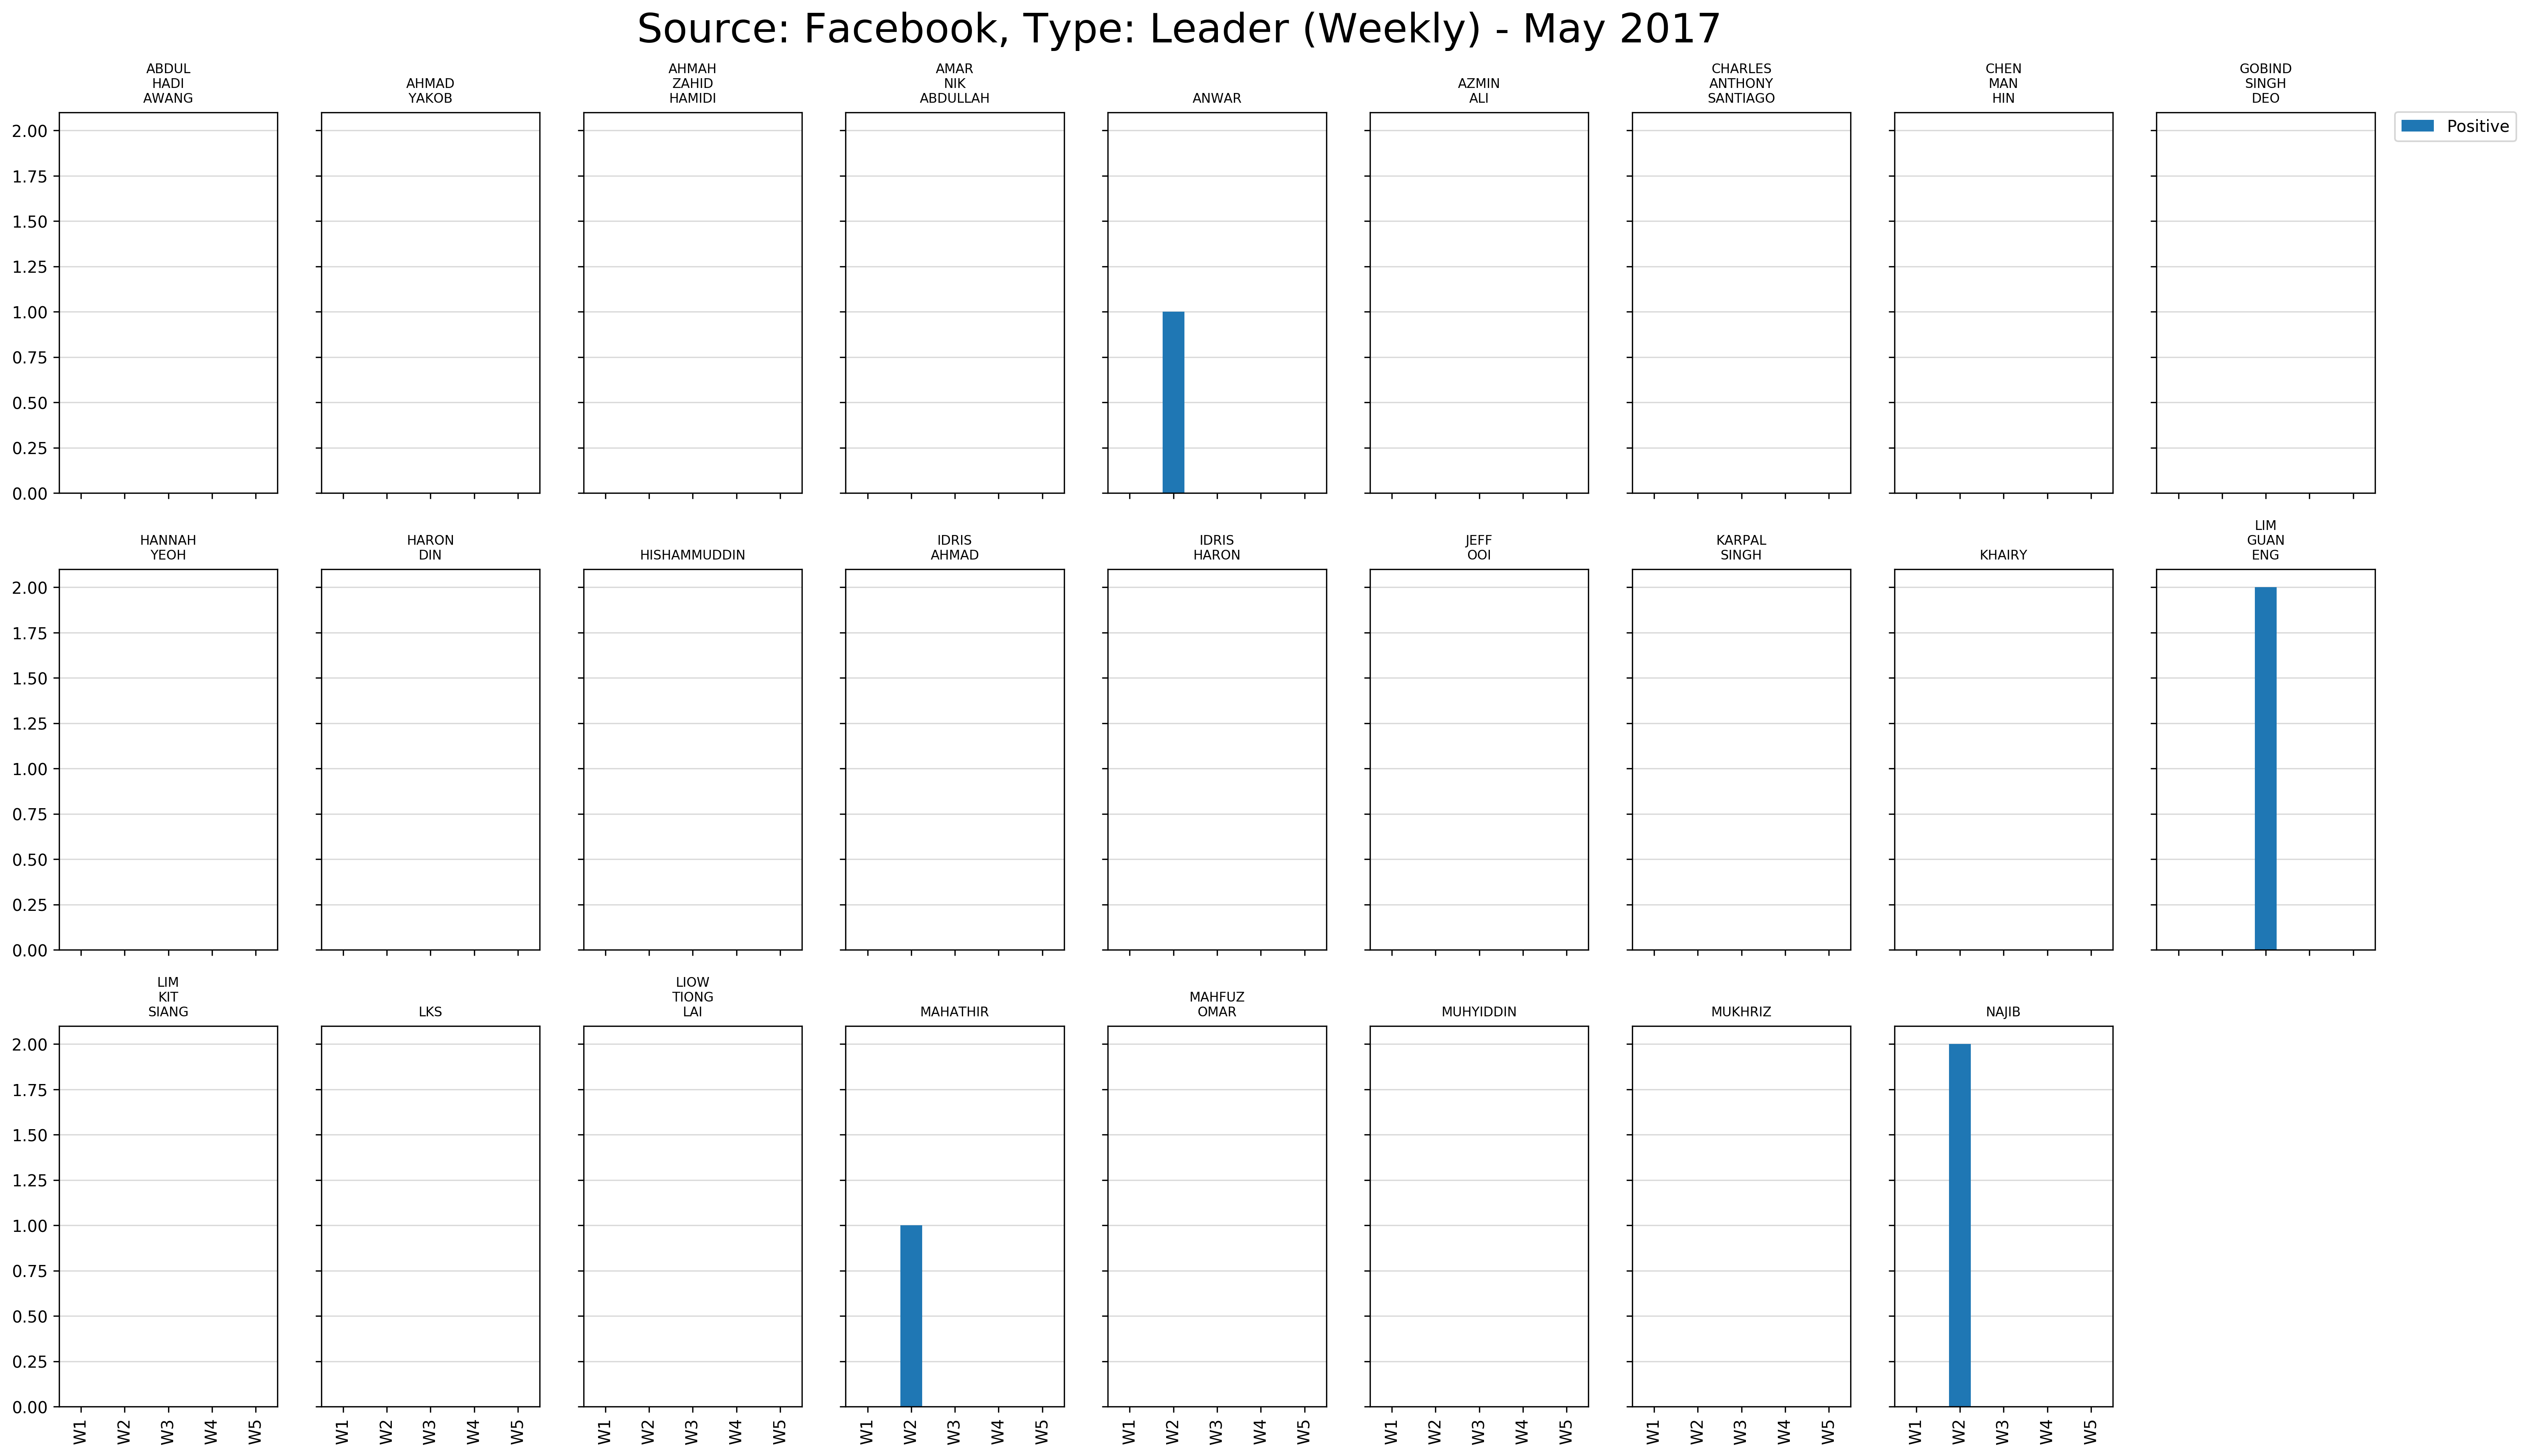 Source: Facebook, Type: Leader (Weekly) - May 2017
ABDUL
HADI
AWANG
AHMAD
YAKOB
AHMAH
ZAHID
HAMIDI
AMAR
NIK
ABDULLAH
ANWAR
AZMIN
ALI
CHARLES
ANTHONY
SANTIAGO
CHEN
MAN
HIN
GOBIND
SINGH
DEO
Positive
2.00
1.75
1.50
1.25
1.00
0.75
0.50
0.25
0.00
HANNAH
YEOH
HARON
DIN
HISHAMMUDDIN
IDRIS
AHMAD
IDRIS
HARON
JEFF
OOI
KARPAL
SINGH
KHAIRY
LIM
GUAN
ENG
2.00
1.75
1.50
1.25
1.00
0.75
0.50
0.25
0.00
LIM
KIT
SIANG
LKS
LIOW
TIONG
LAI
MAHATHIR
MAHFUZ
OMAR
MUHYIDDIN
MUKHRIZ
NAJIB
2.00
1.75
1.50
1.25
1.00
0.75
0.50
0.25
0.00
W1 W2 W3 W4 W5
W1 W2 W3 W4 W5
W1 W2 W3 W4 W5
W1 W2 W3 W4 W5
W1 W2 W3 W4 W5
W1 W2 W3 W4 W5
W1 W2 W3 W4 W5
W1 W2 W3 W4 W5